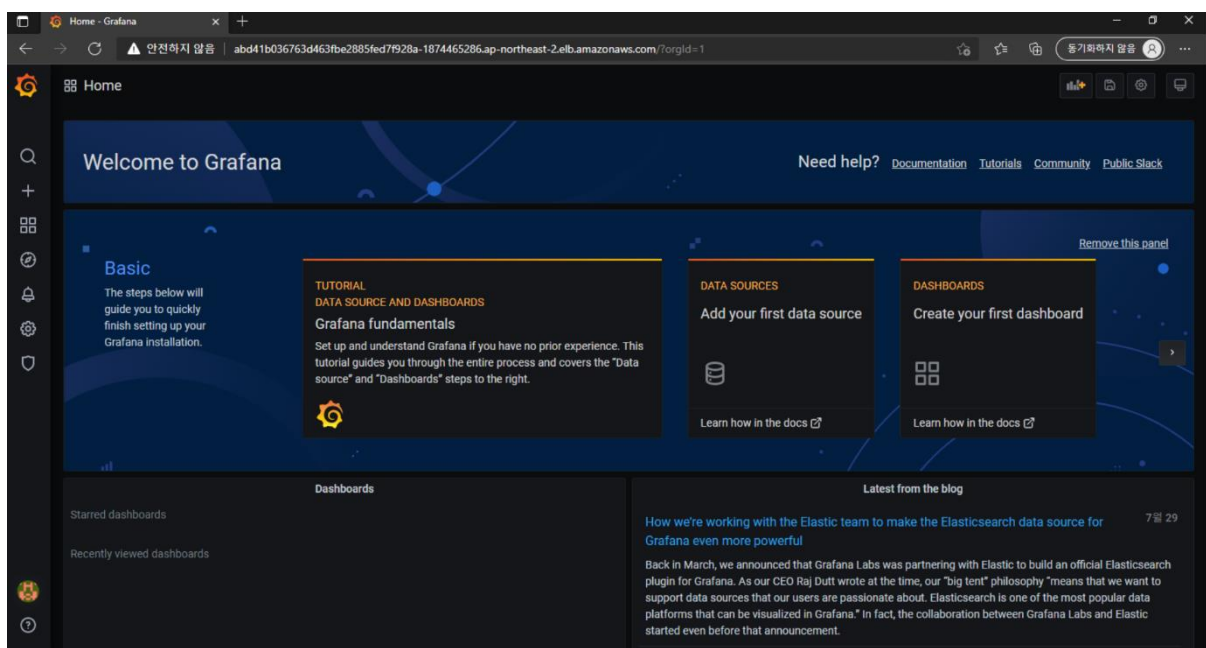 Home - Grafana
안전하지 않음
abd41b036763d463fbe2885fed7f928a-1874465286.ap-northeast-2.elb.amazonaws.com/?orgId=1
동기화하지 않음
Home
Welcome to Grafana
Need help? Documentation Tutorials Community Public Slack
Remove this panel
Basic
The steps below will
guide you to quickly
finish setting up your
Grafana installation.
TUTORIAL
DATA SOURCE AND DASHBOARDS
Grafana fundamentals
Set up and understand Grafana if you have no prior experience. This
tutorial guides you through the entire process and covers the "Data
source" and "Dashboards" steps to the right.
DATA SOURCES
Add your first data source
Learn how in the docs
DASHBOARDS
Create your first dashboard
Learn how in the docs
Dashboards
Starred dashboards
Recently viewed dashboards
Latest from the blog
How we're working with the Elastic team to make the Elasticsearch data source for
Grafana even more powerful
7월 29
Back in March, we announced that Grafana Labs was partnering with Elastic to build an official Elasticsearch
plugin for Grafana. As our CEO Raj Dutt wrote at the time, our "big tent" philosophy "means that we want to
support data sources that our users are passionate about. Elasticsearch is one of the most popular data
platforms that can be visualized in Grafana." In fact, the collaboration between Grafana Labs and Elastic
started even before that announcement.